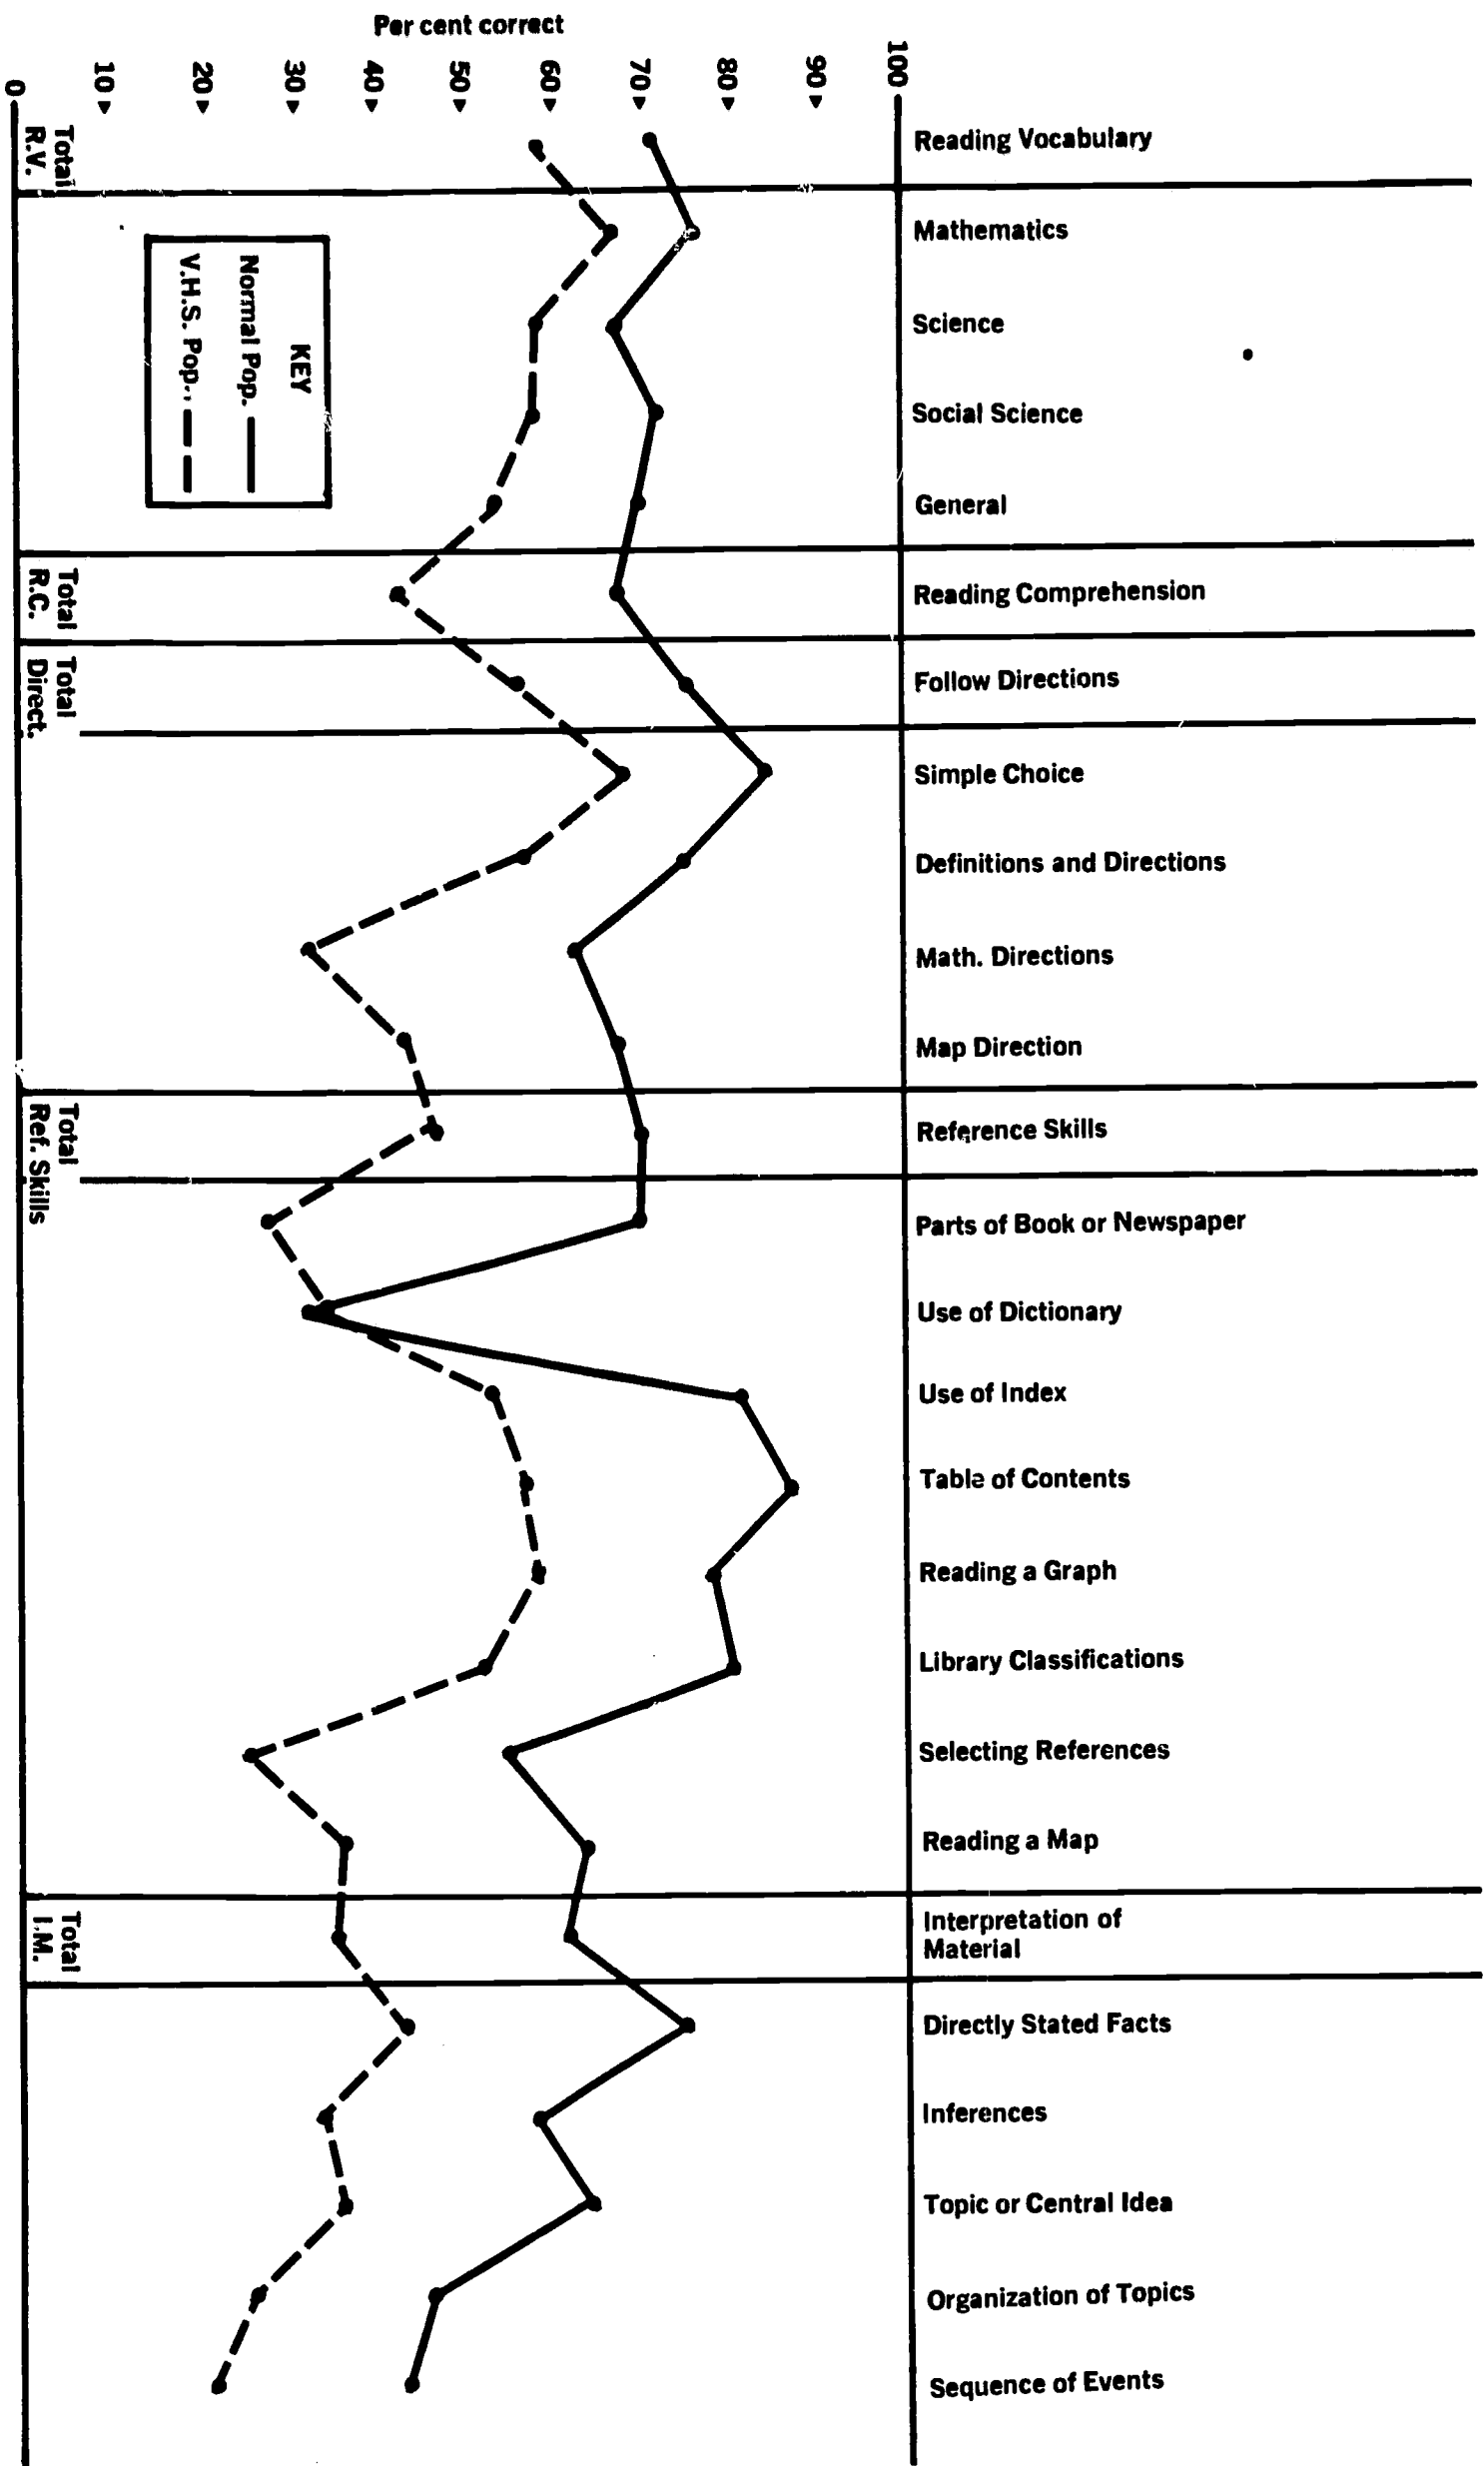 Per cent correct
0
10
20
30
40
50
60
70
80
90
100
Reading Vocabulary
Mathematics
Science
Social Science
General
Reading Comprehension
Follow Directions
Simple Choice
Definitions and Directions
Math. Directions
Map Direction
Reference Skills
Parts of Book or Newspaper
Use of Dictionary
Use of Index
Table of Contents
Reading a Graph
Library Classifications
Selecting References
Reading a Map
Interpretation of
Material
Directly Stated Facts
Inferences
Topic or Central Idea
Organization of Topics
Sequence of Events
Total
R.V.
Total
R.C.
Total
Direct.
Total
Ref. Skills
Total
I.M.
KEY
Normal Pop.
V.H.S. Pop.